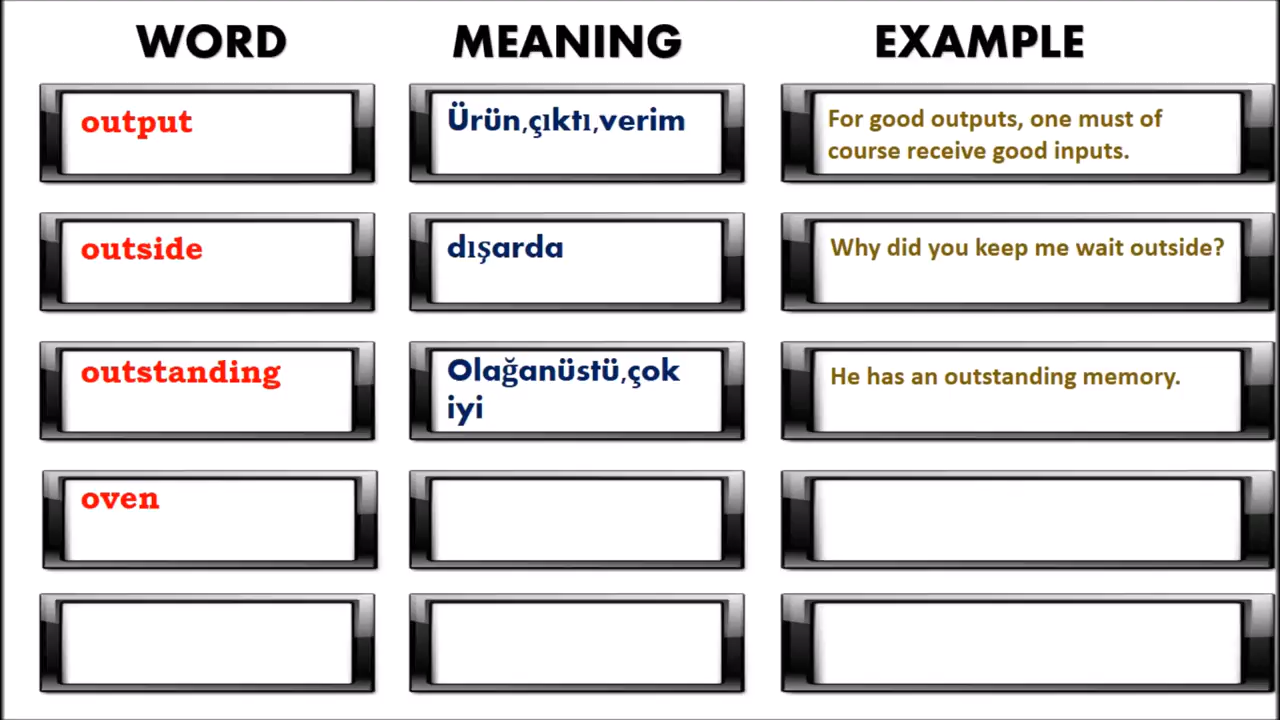 WORD MEANING EXAMPLE
output
Ürün,çıktı,verim
For good outputs, one must of
course receive good inputs.
outside
dışarda
Why did you keep me wait outside?
outstanding
Olağanüstü,çok
iyi
He has an outstanding memory.
oven